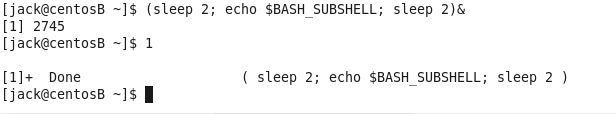 [jack@centosB ~]$ (sleep 2; echo $BASH_SUBSHELL; sleep 2)&
[1] 2745
[jack@centosB ~]$ 1
[1]+  Done                    ( sleep 2; echo $BASH_SUBSHELL; sleep 2 )
[jack@centosB ~]$